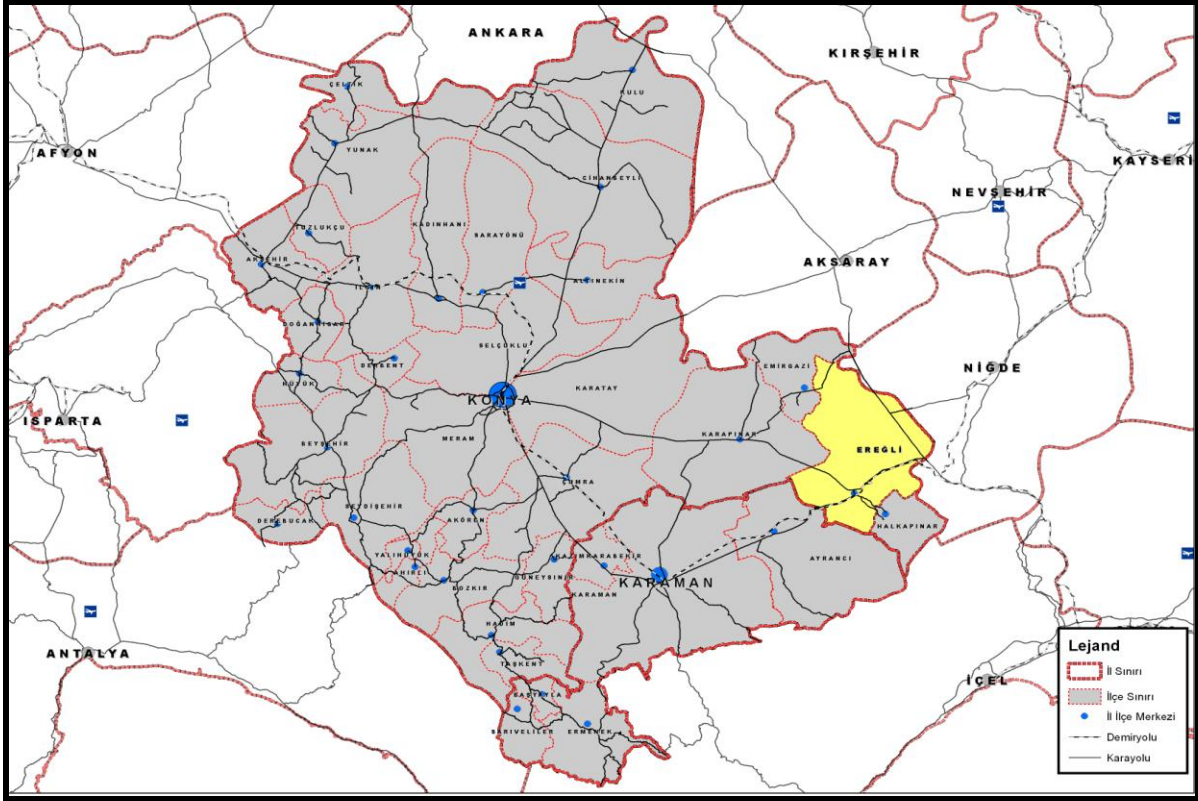 ANKARA
KIRŞEHİR
ÇELTİK
KULU
AFYON
YUNAK
KAYSERİ
CİHANBEYLİ
NEVŞEHİR
TUZLUKÇU
KADINHANI
SARAYÖNÜ
AKŞEHİR
AKSARAY
ILGIN
ALTINEKİN
DOĞANHİSAR
SELÇUKLU
DERBENT
EMİRGAZİ
NİĞDE
HÜYÜK
KARATAY
KONYA
ISPARTA
MERAM
KARAPINAR
BEYŞEHİR
EREĞLİ
ÇUMRA
SEYDİŞEHİR
AKÖREN
DEREBUCAK
HALKAPINAR
YALIHÜYÜK
KAZIMKARABEKİR
AYRANCI
AHIRLI
GÜNEYSINIR
KARAMAN
BOZKIR
KARAMAN
HADİM
ANTALYA
TAŞKENT
İÇEL
BAŞYAYLA
SARIVELİLER
ERMENEK
Lejand
İl Sınırı
İlçe Sınırı
İl İlçe Merkezi
Demiryolu
Karayolu